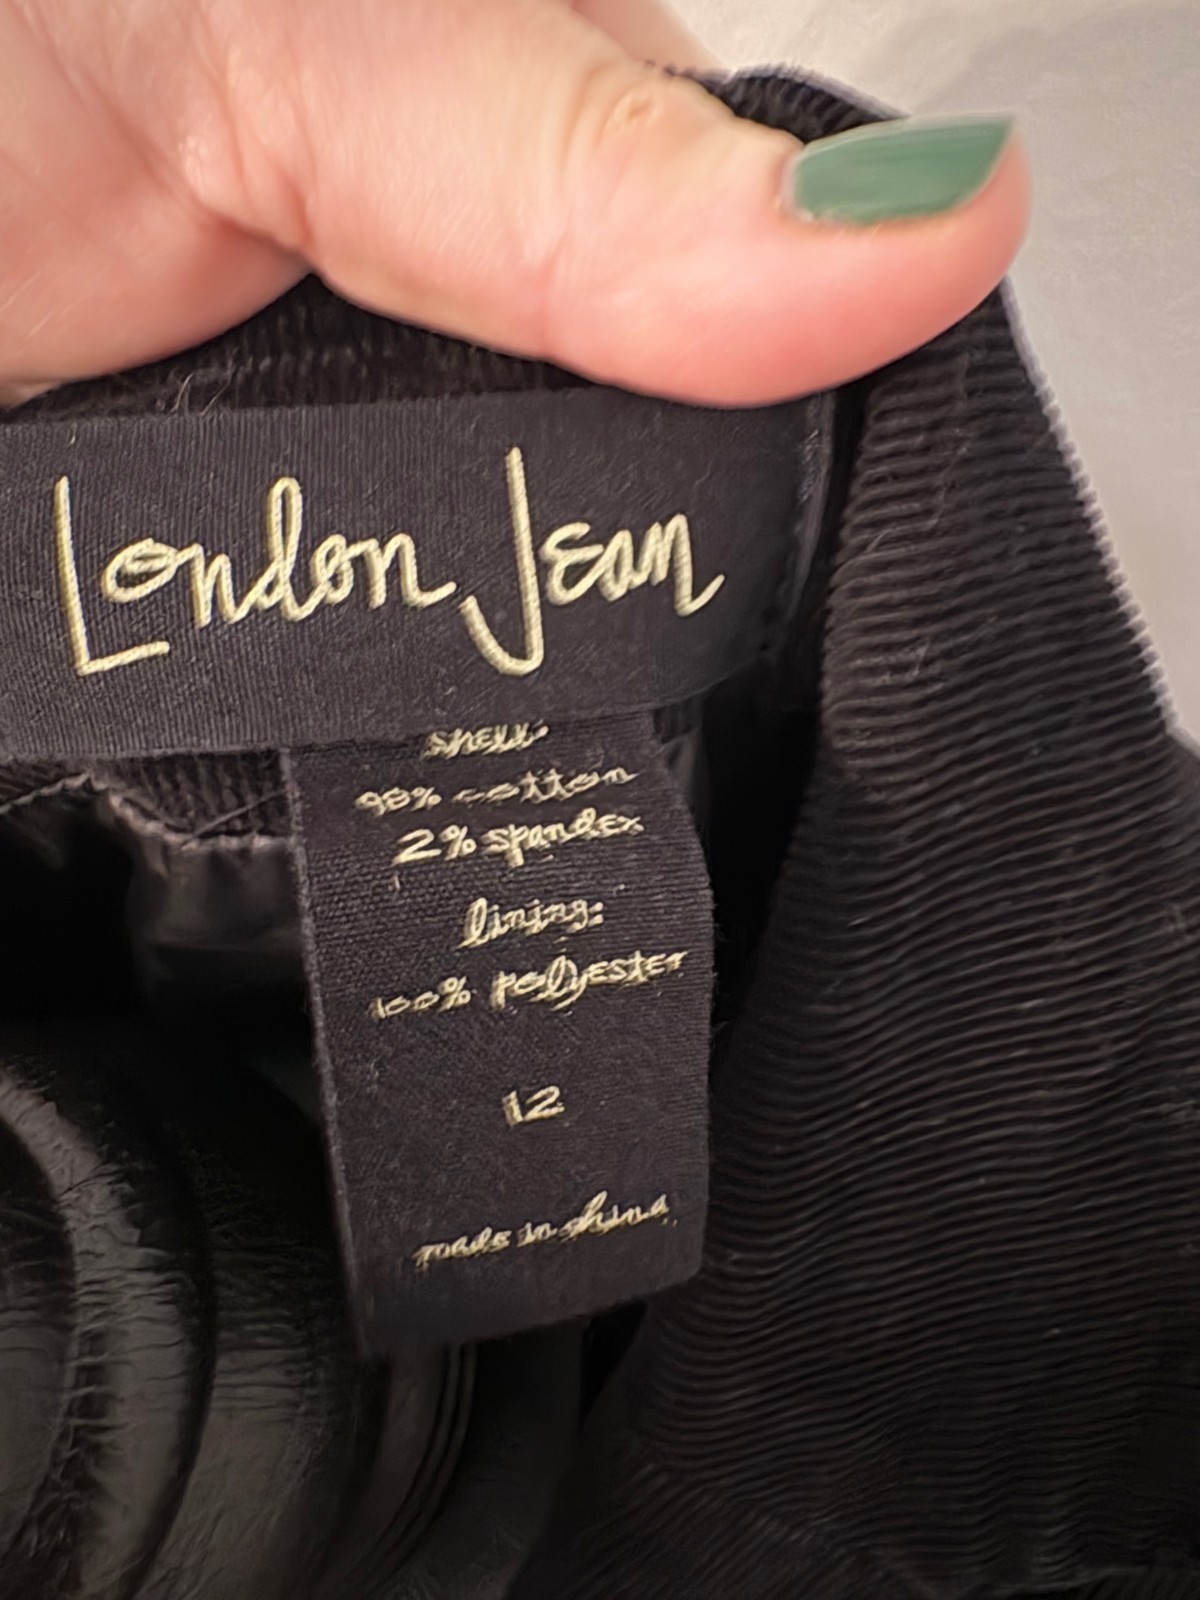 London Jean
shell:
98% cotton
2% spandex
lining:
100% polyester
12
made in china